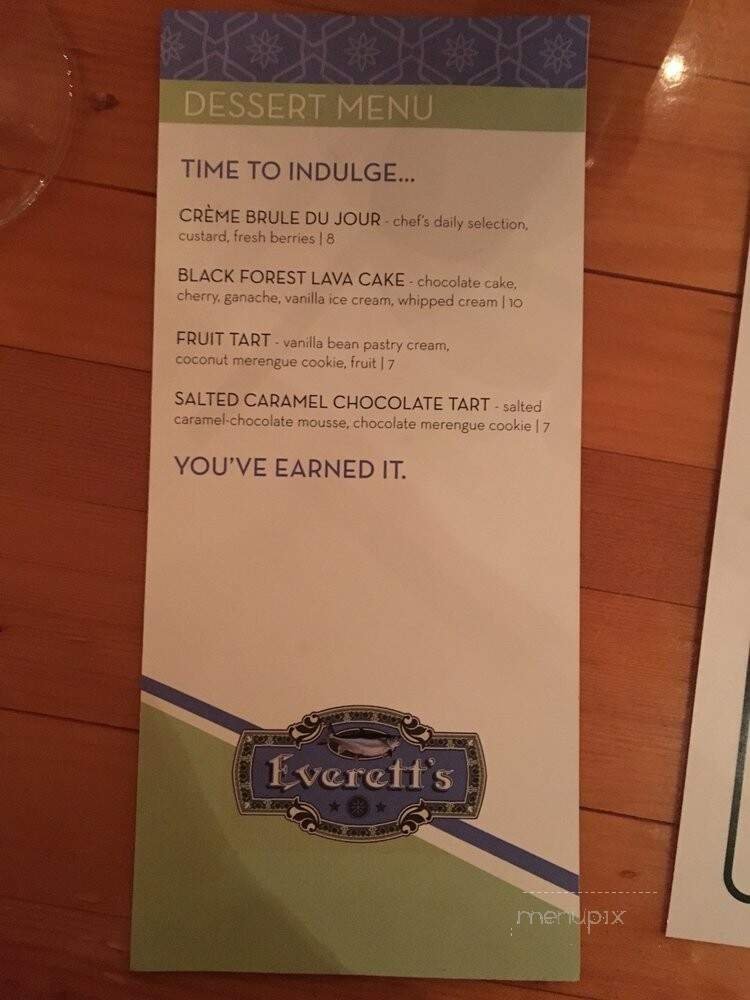 DESSERT MENU
TIME TO INDULGE...
CRÈME BRULE DU JOUR - chef's daily selection,
custard, fresh berries | 8
BLACK FOREST LAVA CAKE - chocolate cake,
cherry, ganache, vanilla ice cream, whipped cream | 10
FRUIT TART - vanilla bean pastry cream,
coconut merengue cookie, fruit | 7
SALTED CARAMEL CHOCOLATE TART - salted
caramel-chocolate mousse, chocolate merengue cookie | 7
YOU'VE EARNED IT.
Everett's
menupix